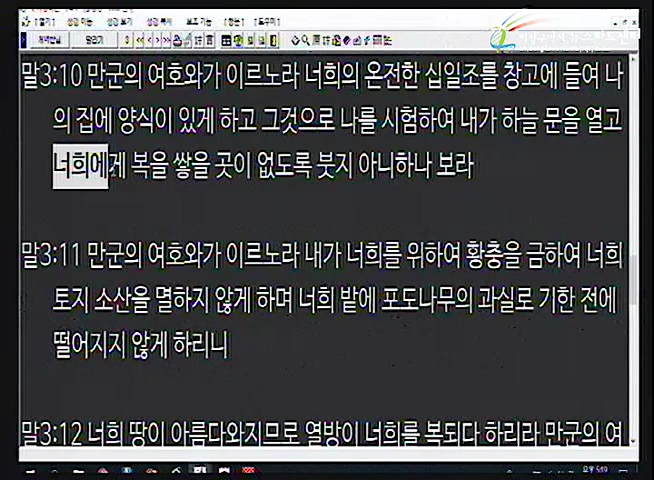 말3:10 만군의 여호와가 이르노라 너희의 온전한 십일조를 창고에 들여 나
의 집에 양식이 있게 하고 그것으로 나를 시험하여 내가 하늘 문을 열고
너희에게 복을 쌓을 곳이 없도록 붓지 아니하나 보라
말3:11 만군의 여호와가 이르노라 내가 너희를 위하여 황충을 금하여 너희
토지 소산을 멸하지 않게 하며 너희 밭에 포도나무의 과실로 기한 전에
떨어지지 않게 하리니
말3:12 너희 땅이 아름다와지므로 열방이 너희를 복되다 하리라 만군의 여